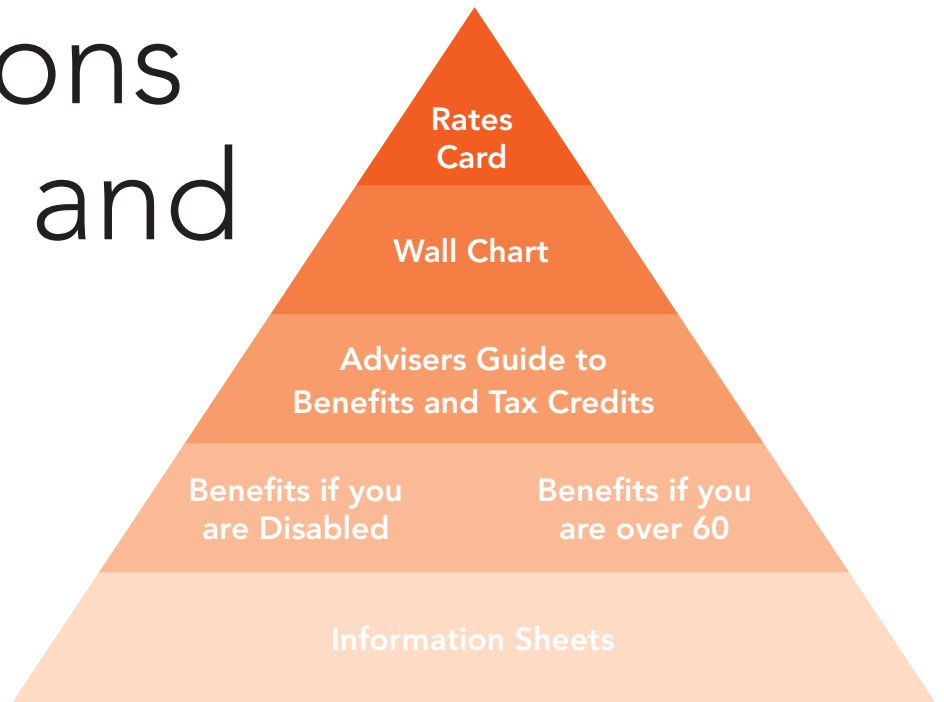 ons
and
Rates
Card
Wall Chart
Advisers Guide to
Benefits and Tax Credits
Benefits if you
are Disabled
Benefits if you
are over 60
Information Sheets